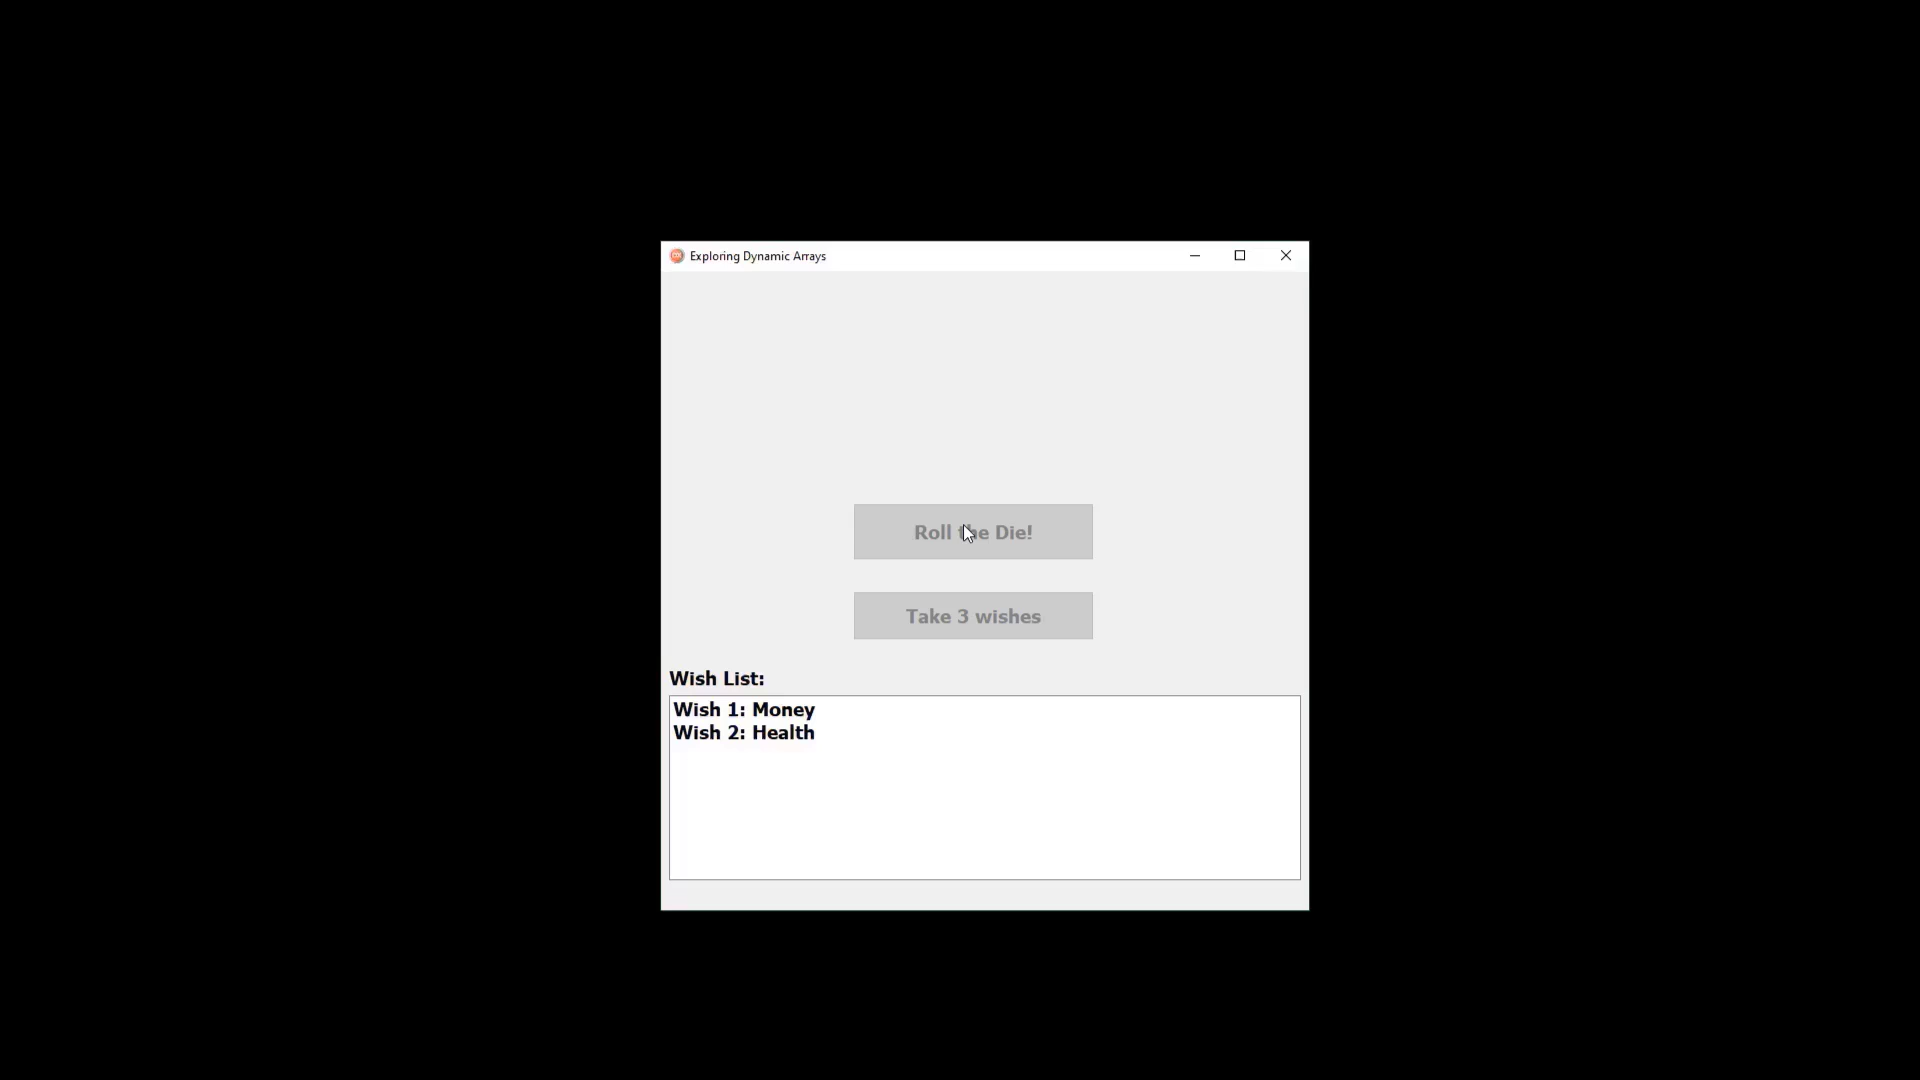 Exploring Dynamic Arrays
Roll the Die!
Take 3 wishes
Wish List:
Wish 1: Money
Wish 2: Health